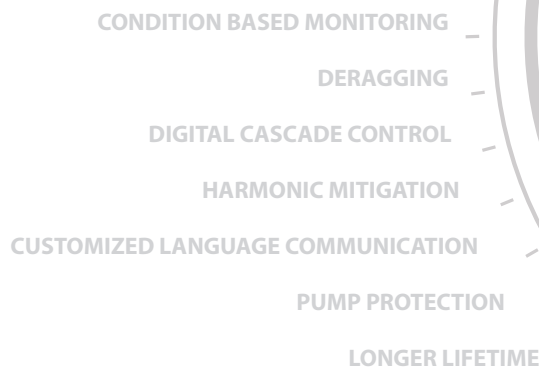 CONDITION BASED MONITORING
DERAGGING
DIGITAL CASCADE CONTROL
HARMONIC MITIGATION
CUSTOMIZED LANGUAGE COMMUNICATION
PUMP PROTECTION
LONGER LIFETIME